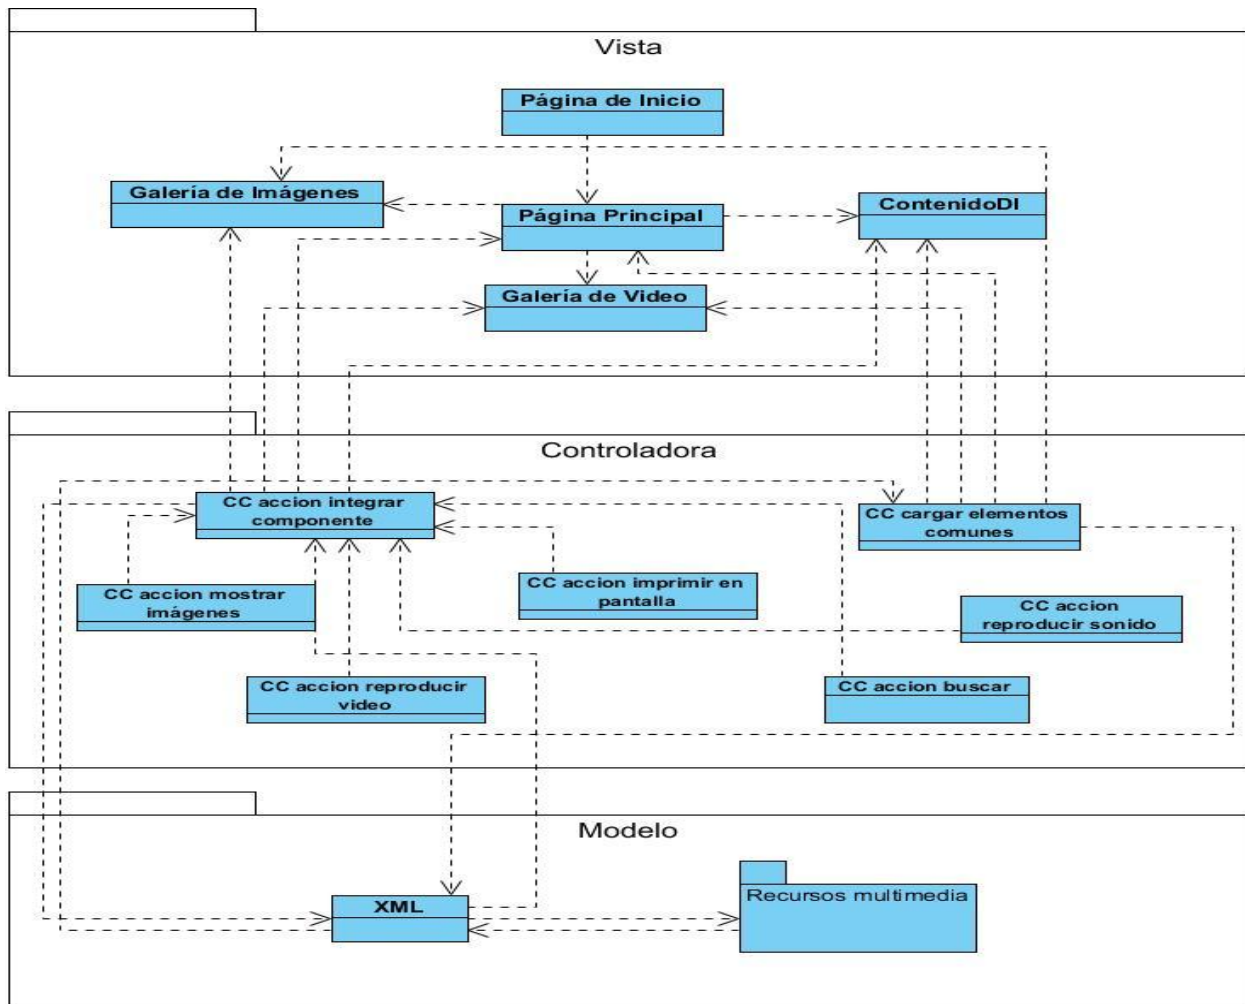 Vista
Página de Inicio
Galería de Imágenes
Página Principal
ContenidoDI
Galería de Video
Controladora
CC accion integrar
componente
CC cargar elementos
comunes
CC accion mostrar
imágenes
CC accion imprimir en
pantalla
CC accion
reproducir sonido
CC accion reproducir
video
CC accion buscar
Modelo
XML
Recursos multimedia